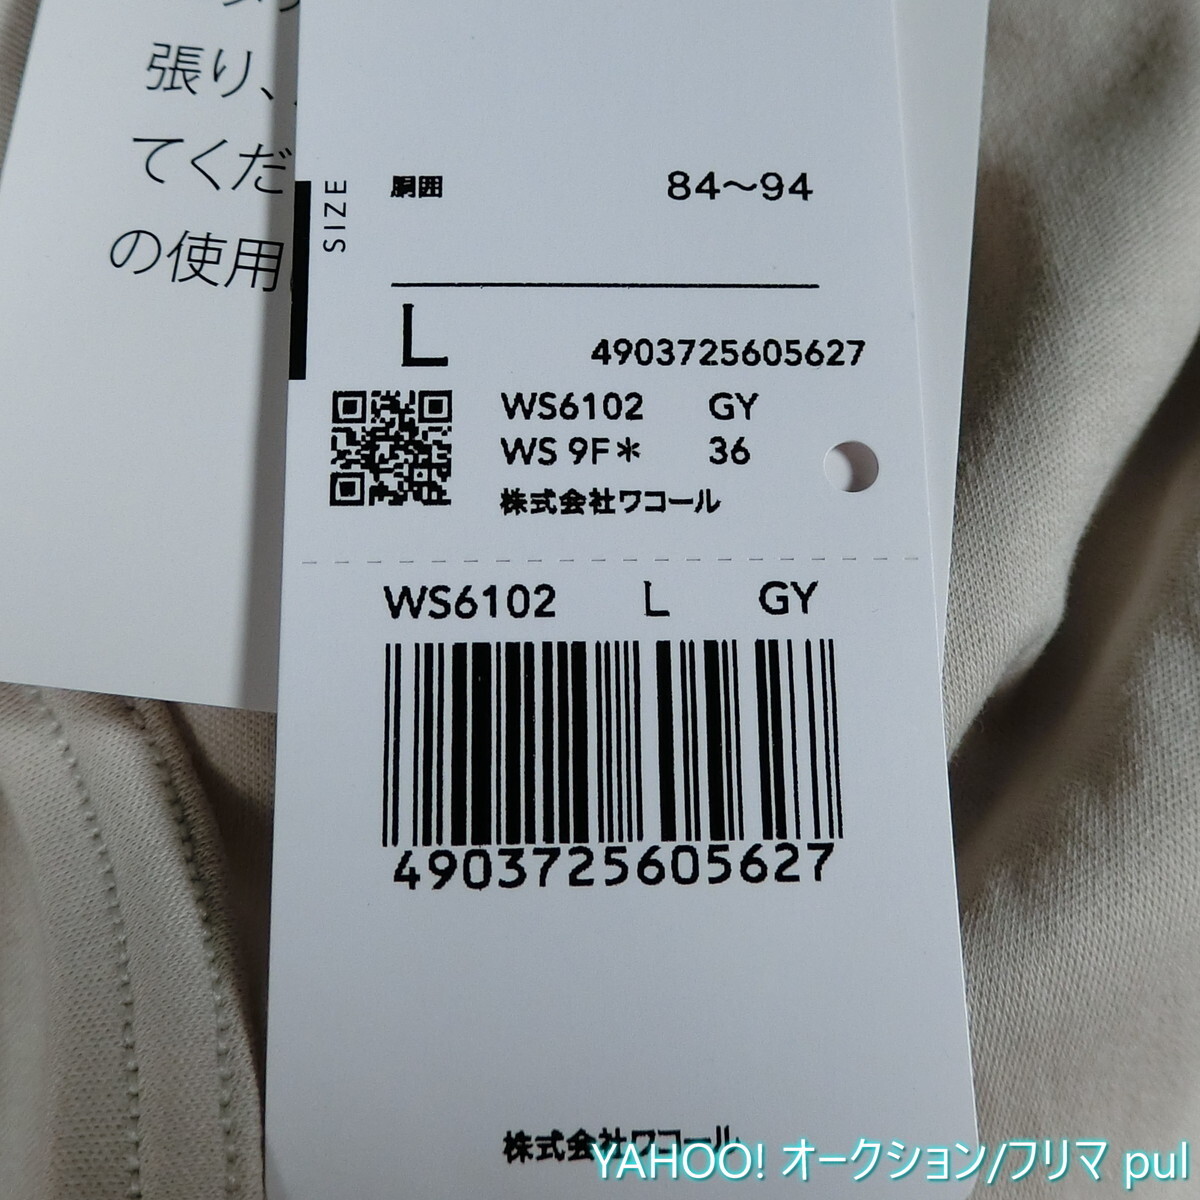 張り、
てくだ
の使用
SIZE
胴囲 84～94
L
4903725605627
WS6102 GY
WS 9F＊ 36
株式会社ワコール
WS6102 L GY
4903725605627
株式会社ワコール
YAHOO! オークション/フリマ pul